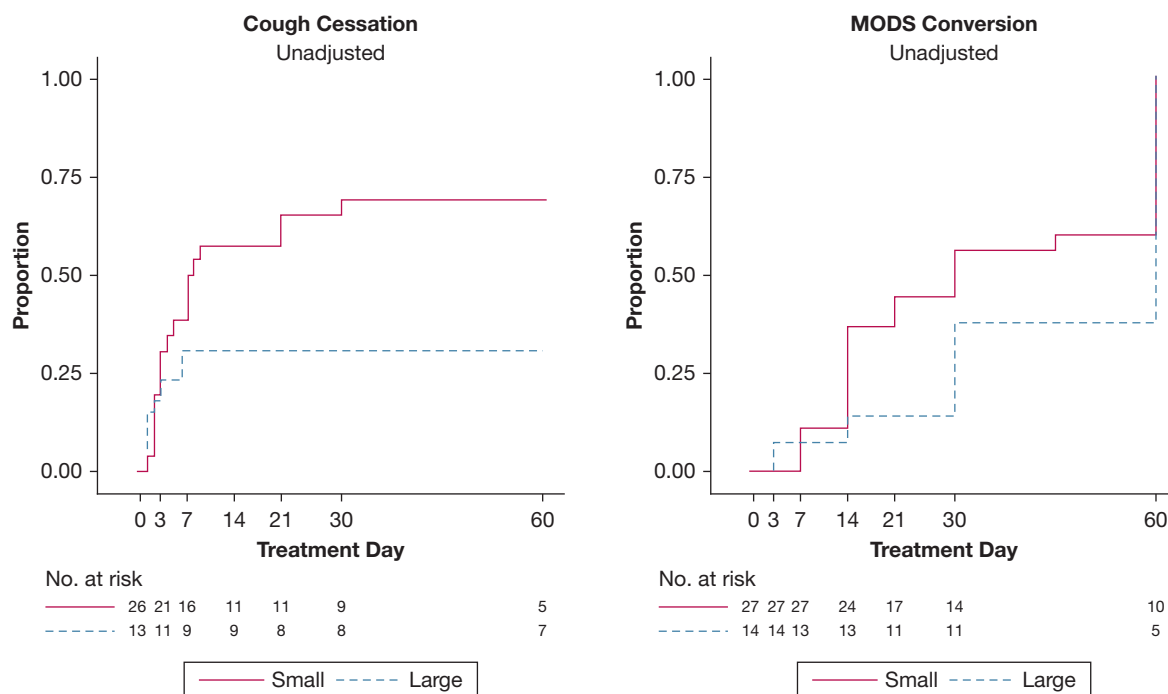 Cough Cessation
Unadjusted
1.00
0.75
0.50
0.25
0.00
Proportion
0 3 7 14 21 30 60
Treatment Day
No. at risk
26 21 16 11 11 9 5
13 11 9 9 8 8 7
Small Large
MODS Conversion
Unadjusted
1.00
0.75
0.50
0.25
0.00
Proportion
0 3 7 14 21 30 60
Treatment Day
No. at risk
27 27 27 24 17 14 10
14 14 13 13 11 11 5
Small Large